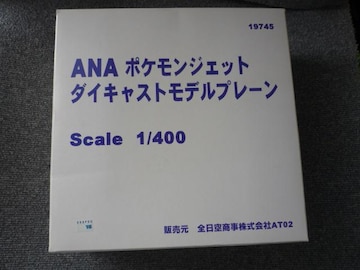 19745
ANA ポケモンジェット
ダイキャストモデルプレーン
Scale 1/400
販売元 全日空商事株式会社AT02